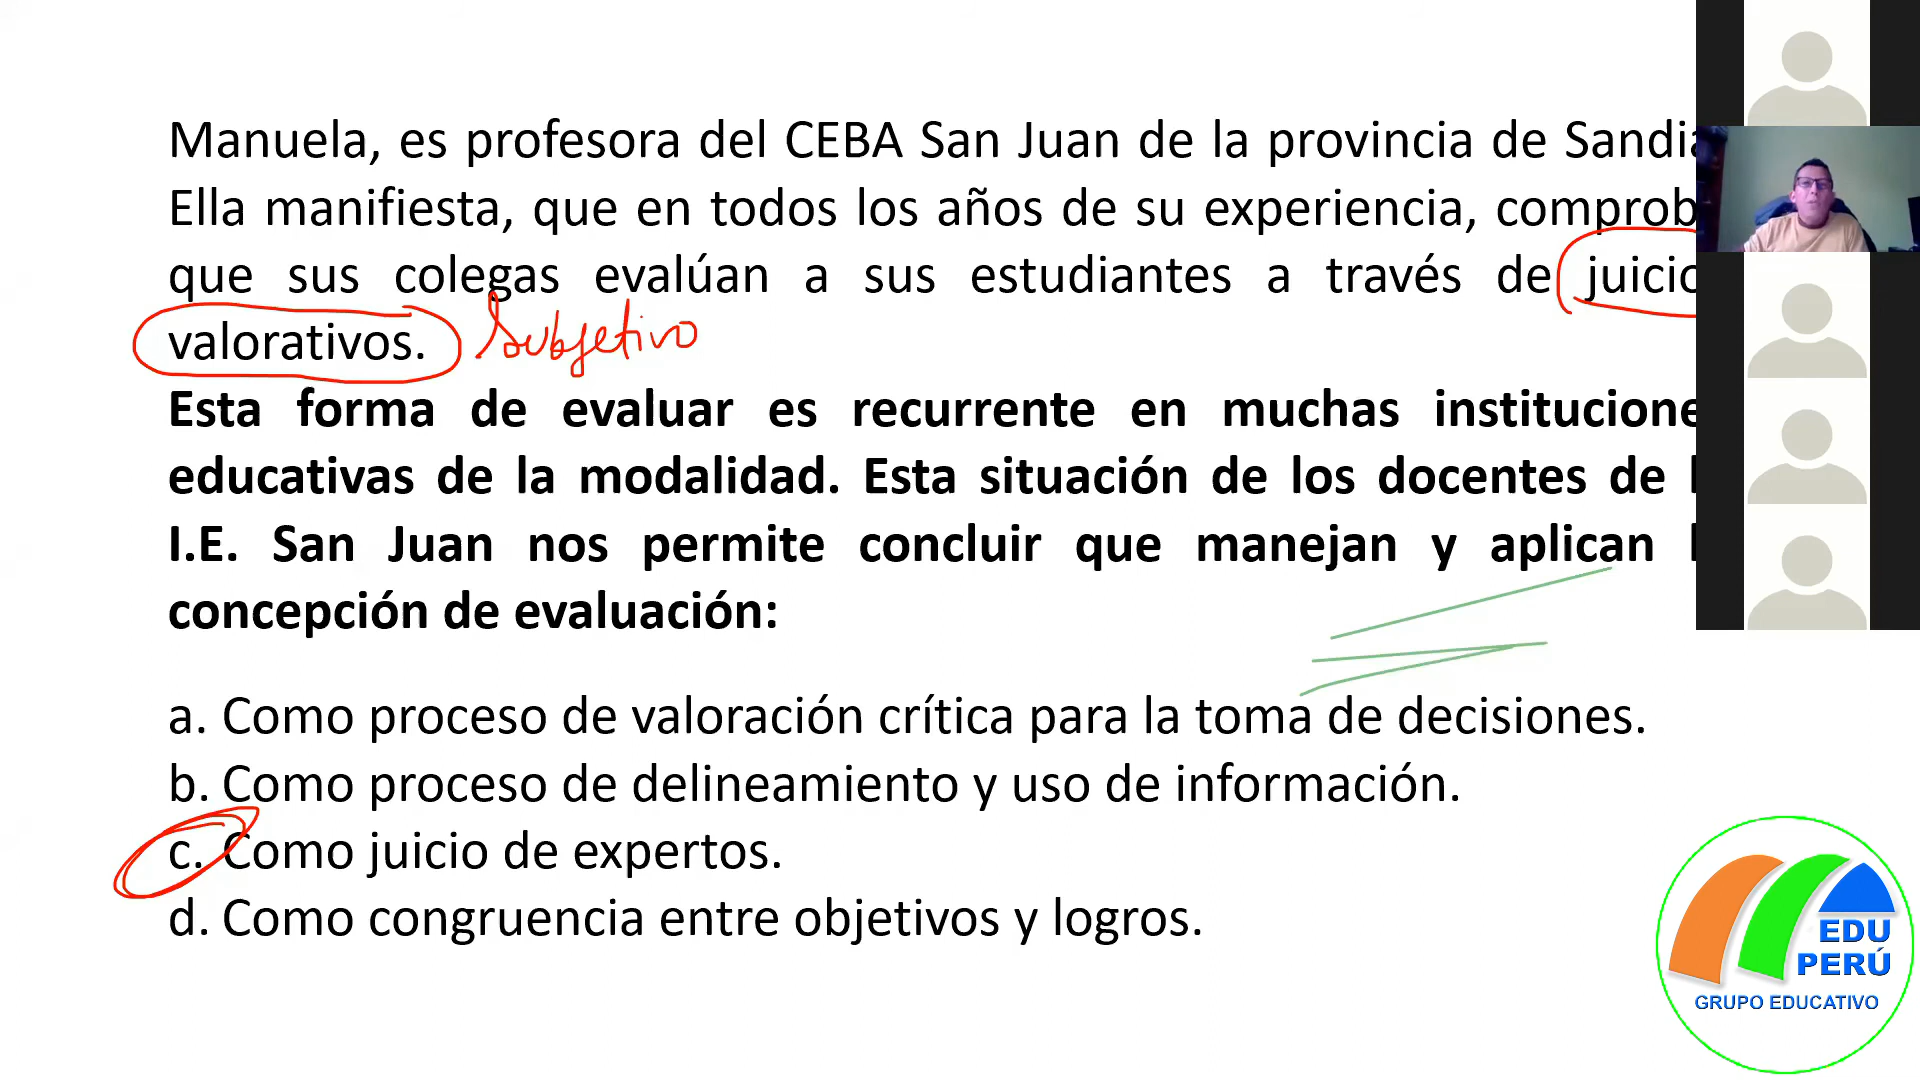 Manuela, es profesora del CEBA San Juan de la provincia de Sandia
Ella manifiesta, que en todos los años de su experiencia, comprob
que sus colegas evalúan a sus estudiantes a través de juicio
valorativos. Subjetivo
Esta forma de evaluar es recurrente en muchas institucione
educativas de la modalidad. Esta situación de los docentes de l
I.E. San Juan nos permite concluir que manejan y aplican l
concepción de evaluación:
a. Como proceso de valoración crítica para la toma de decisiones.
b. Como proceso de delineamiento y uso de información.
c. Como juicio de expertos.
d. Como congruencia entre objetivos y logros.
EDU
PERÚ
GRUPO EDUCATIVO